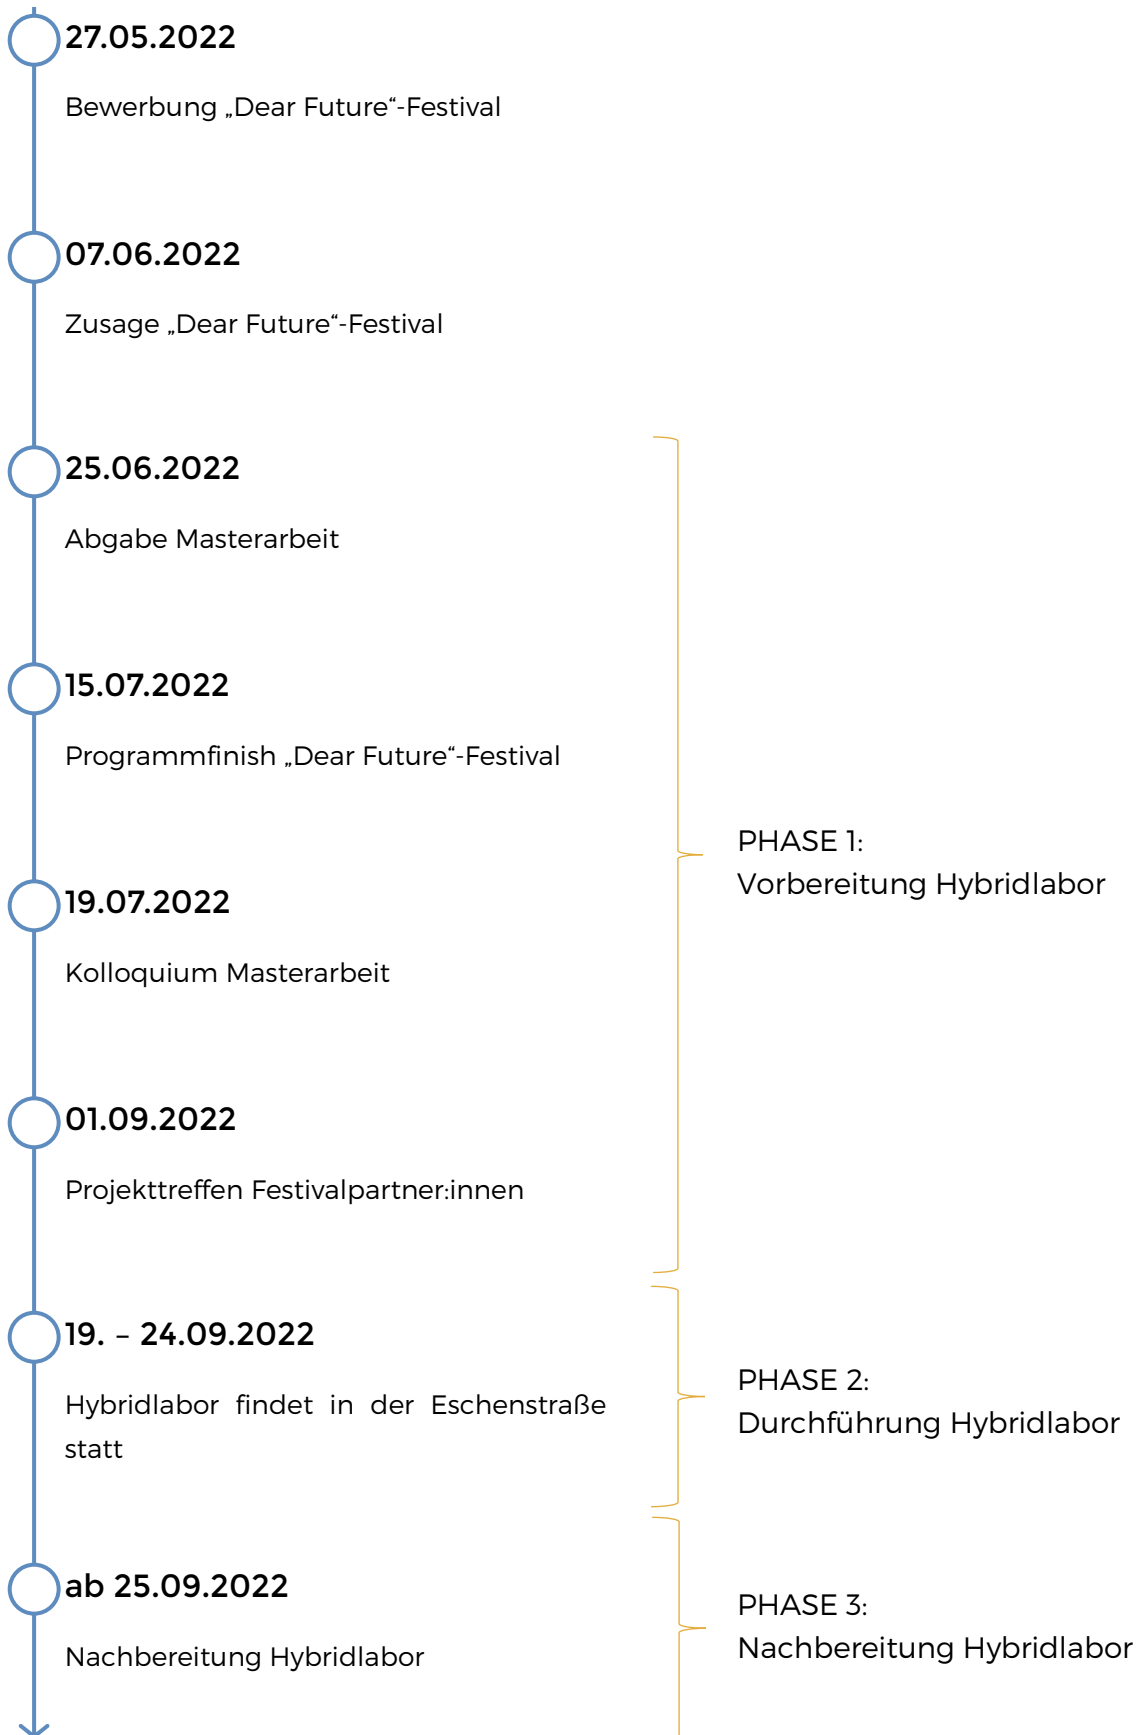 27.05.2022
Bewerbung „Dear Future“-Festival
07.06.2022
Zusage „Dear Future“-Festival
25.06.2022
Abgabe Masterarbeit
15.07.2022
Programmfinish „Dear Future“-Festival
PHASE 1:
Vorbereitung Hybridlabor
19.07.2022
Kolloquium Masterarbeit
01.09.2022
Projekttreffen Festivalpartner:innen
19. – 24.09.2022
Hybridlabor findet in der Eschenstraße
statt
PHASE 2:
Durchführung Hybridlabor
ab 25.09.2022
Nachbereitung Hybridlabor
PHASE 3:
Nachbereitung Hybridlabor